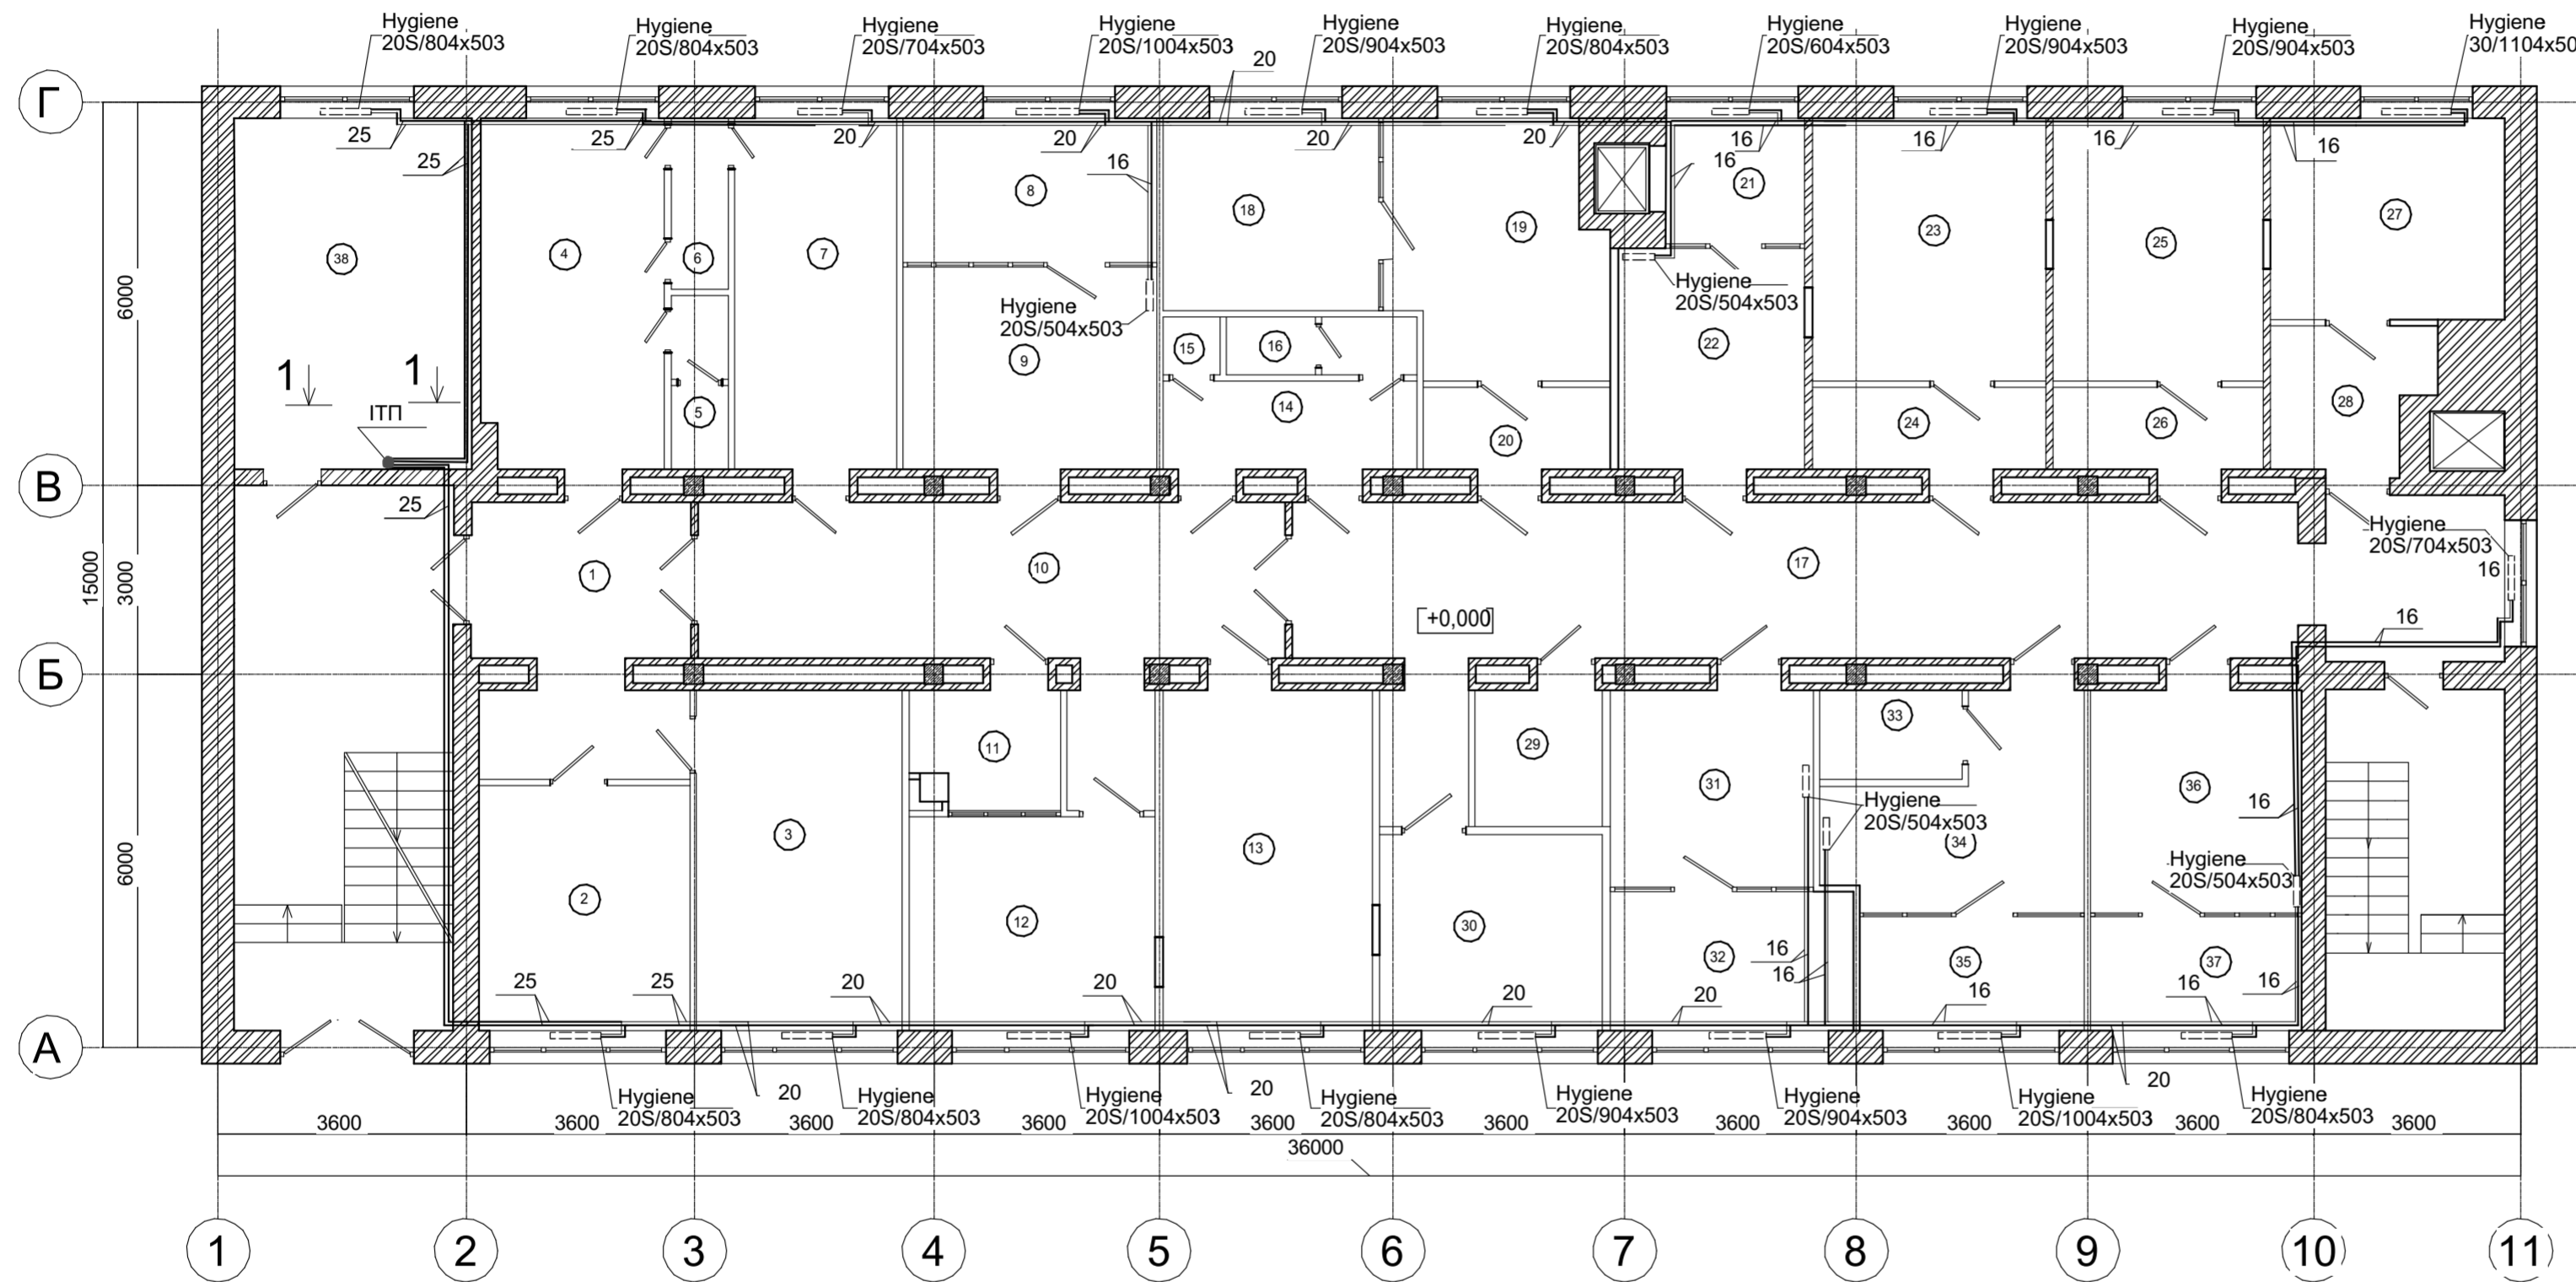 Hygiene
20S/804x503
Hygiene
20S/804x503
Hygiene
20S/704x503
Hygiene
20S/1004x503
Hygiene
20S/904x503
Hygiene
20S/804x503
Hygiene
20S/604x503
Hygiene
20S/904x503
Hygiene
20S/904x503
Hygiene
30/1104x50
20
Г
25
25
25
20
20
16
20
20
16
16
16
16
16
38
4
6
7
8
18
19
21
23
25
27
6000
Hygiene
20S/504x503
Hygiene
20S/504x503
9
15
16
22
1
1
ІТП
5
14
20
24
26
28
В
25
Hygiene
20S/704x503
16
15000
3000
1
10
17
+0,000
16
Б
11
29
33
31
36
Hygiene
20S/504x503
16
3
13
34
6000
Hygiene
20S/504x503
2
12
30
32
35
37
16
16
25
25
20
20
20
20
16
16
16
А
20
20
20
Hygiene
20S/804x503
Hygiene
20S/804x503
Hygiene
20S/1004x503
Hygiene
20S/804x503
Hygiene
20S/904x503
Hygiene
20S/904x503
Hygiene
20S/1004x503
Hygiene
20S/804x503
3600
3600
3600
3600
3600
3600
3600
3600
3600
3600
36000
1
2
3
4
5
6
7
8
9
10
11